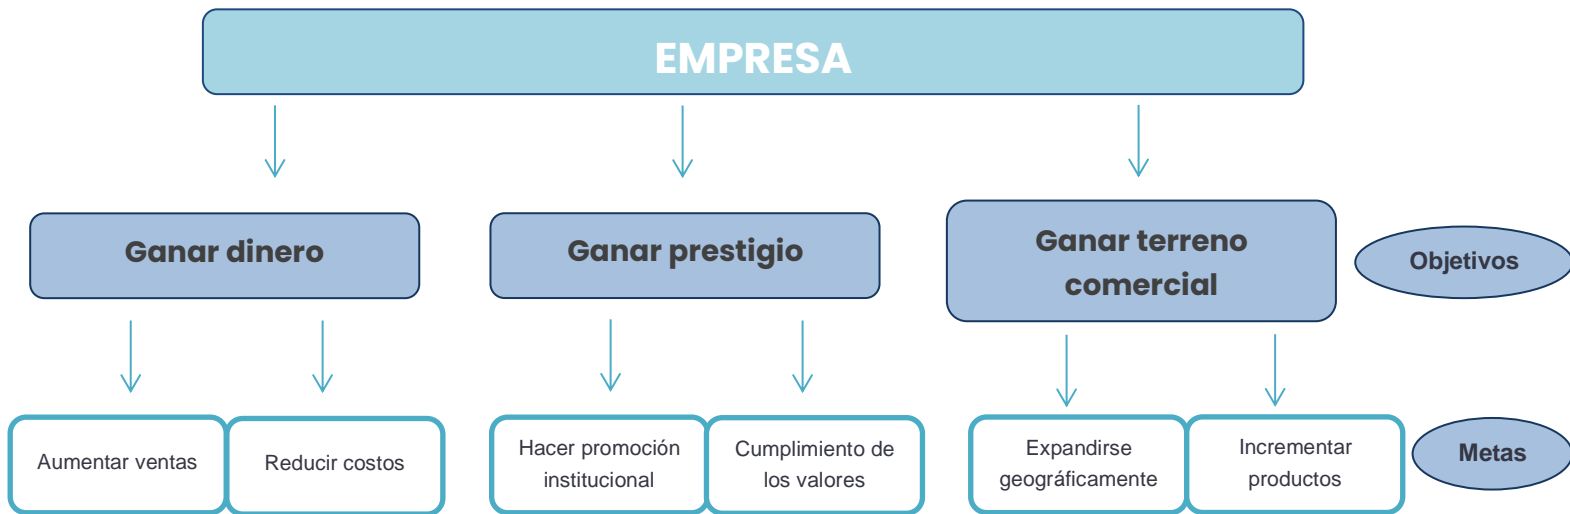 EMPRESA
Ganar dinero
Ganar prestigio
Ganar terreno
comercial
Objetivos
Aumentar ventas
Reducir costos
Hacer promoción
institucional
Cumplimiento de
los valores
Expandirse
geográficamente
Incrementar
productos
Metas